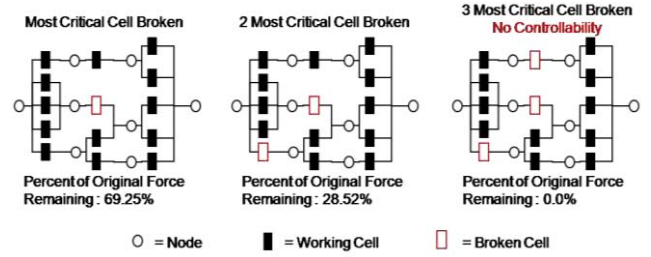 Most Critical Cell Broken
2 Most Critical Cell Broken
3 Most Critical Cell Broken
No Controllability
Percent of Original Force
Remaining : 69.25%
Percent of Original Force
Remaining : 28.52%
Percent of Original Force
Remaining : 0.0%
= Node
= Working Cell
= Broken Cell